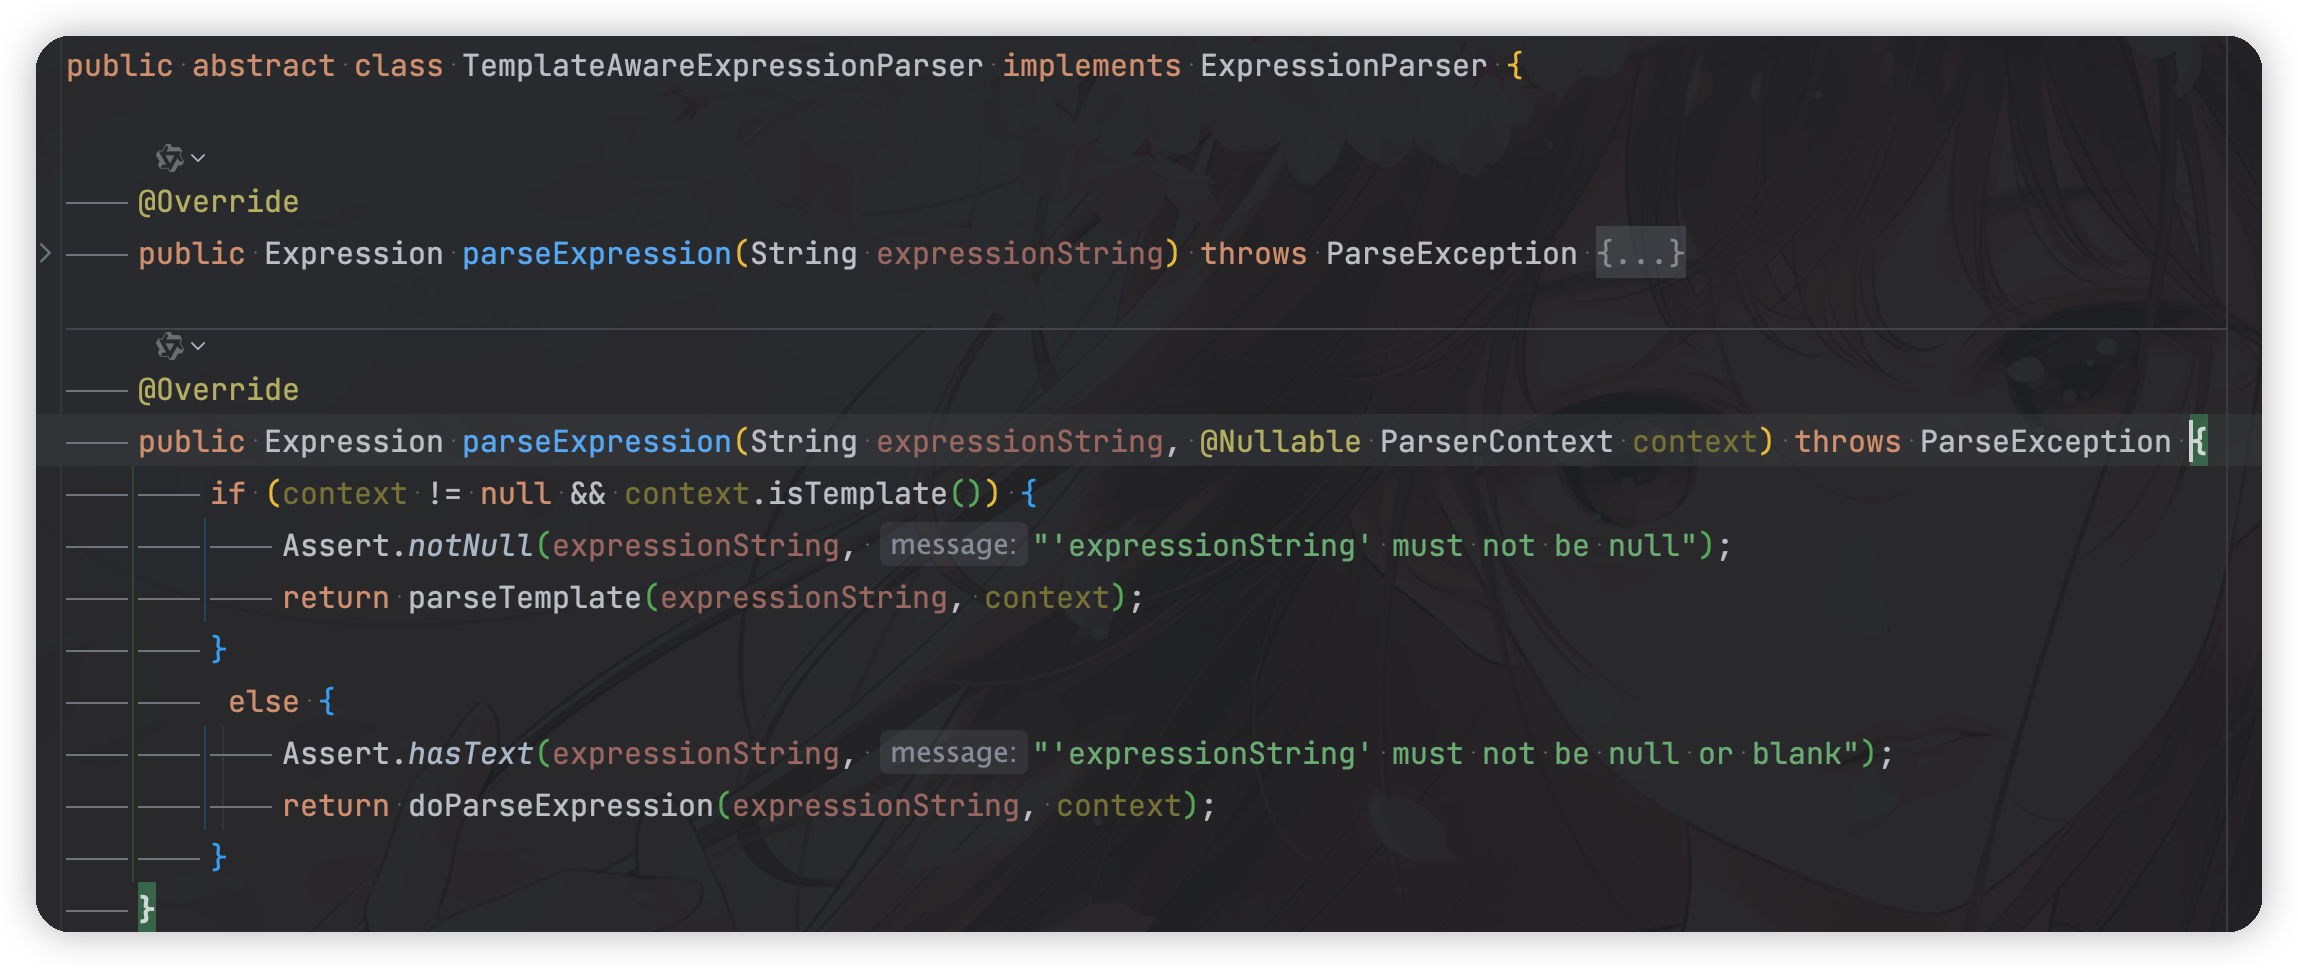 public abstract class TemplateAwareExpressionParser implements ExpressionParser {
@Override
public Expression parseExpression(String expressionString) throws ParseException {...}
@Override
public Expression parseExpression(String expressionString, @Nullable ParserContext context) throws ParseException {
if (context != null && context.isTemplate()) {
Assert.notNull(expressionString, message: "'expressionString' must not be null");
return parseTemplate(expressionString, context);
}
else {
Assert.hasText(expressionString, message: "'expressionString' must not be null or blank");
return doParseExpression(expressionString, context);
}
}